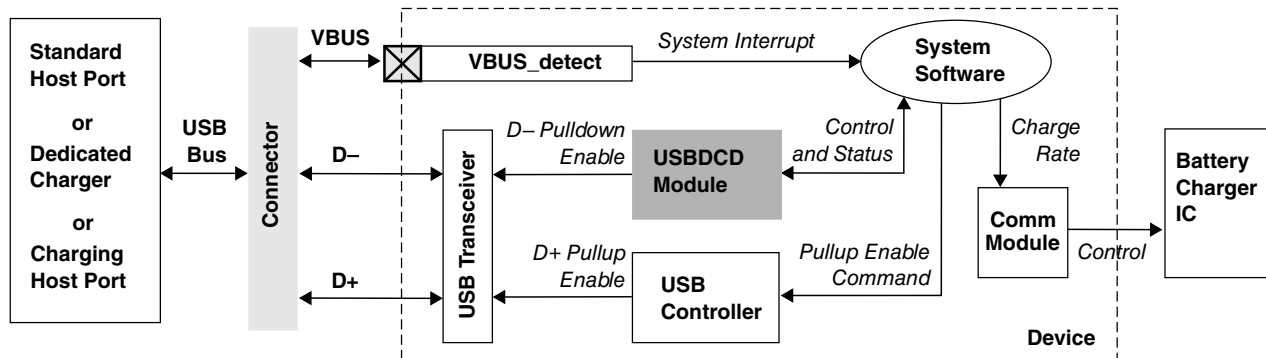 Standard
Host Port
or
Dedicated
Charger
or
Charging
Host Port
USB
Bus
Connector
VBUS
D–
D+
VBUS_detect
System Interrupt
System
Software
USB Transceiver
D– Pulldown
Enable
USBDCD
Module
Control
and Status
Charge
Rate
D+ Pullup
Enable
USB
Controller
Pullup Enable
Command
Comm
Module
Control
Battery
Charger
IC
Device